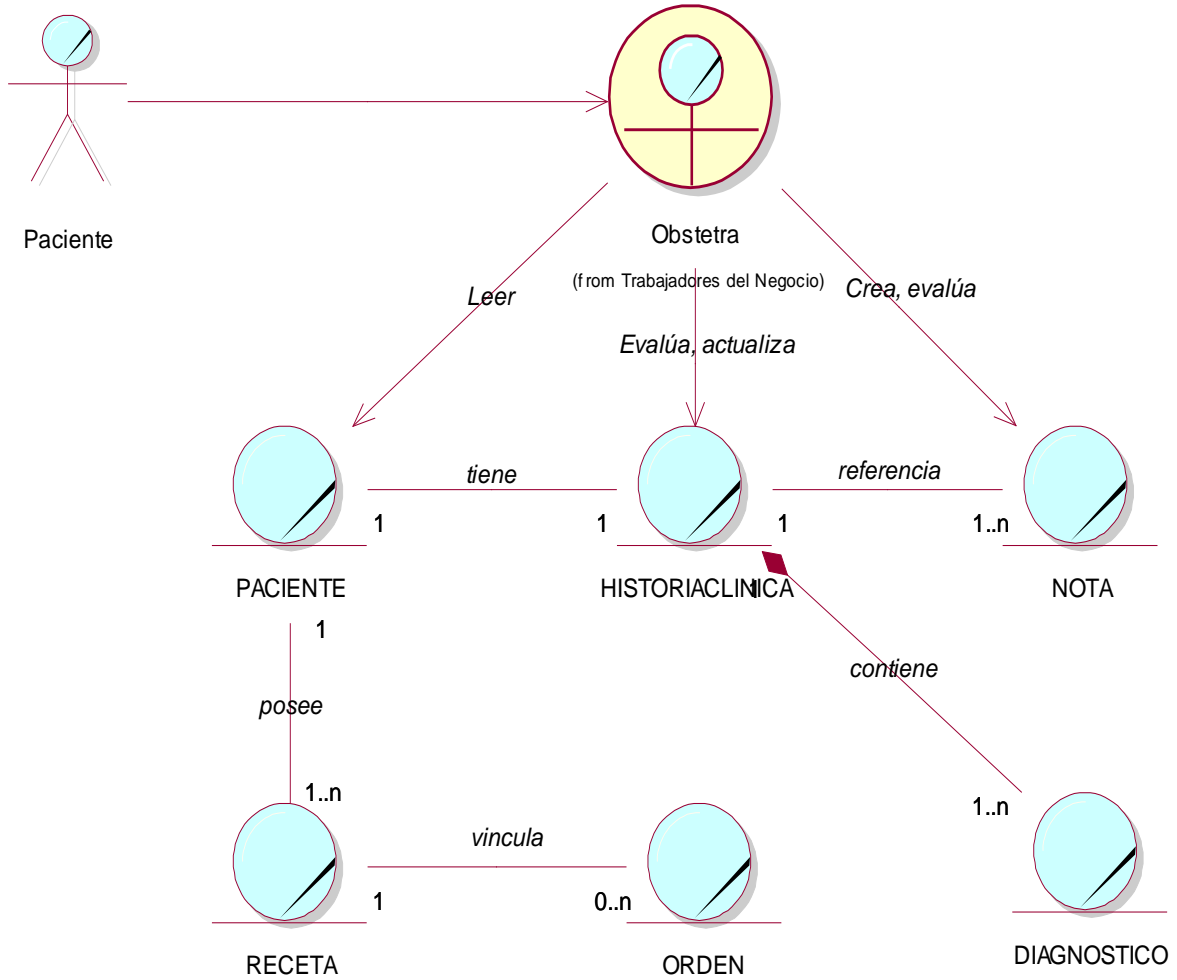 Paciente
Obstetra
(from Trabajadores del Negocio)
Leer
Crea, evalúa
Evalúa, actualiza
tiene
referencia
1
1
1
1..n
PACIENTE
HISTORIACLINICA
1
NOTA
1
contiene
posee
1..n
1..n
vincula
1
0..n
RECETA
ORDEN
DIAGNOSTICO